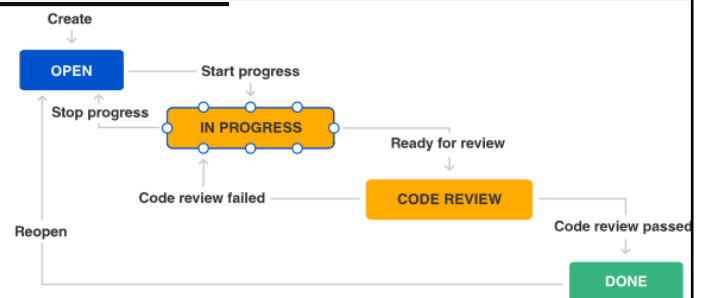 Create
OPEN
Start progress
Stop progress
IN PROGRESS
Ready for review
Code review failed
CODE REVIEW
Code review passed
Reopen
DONE